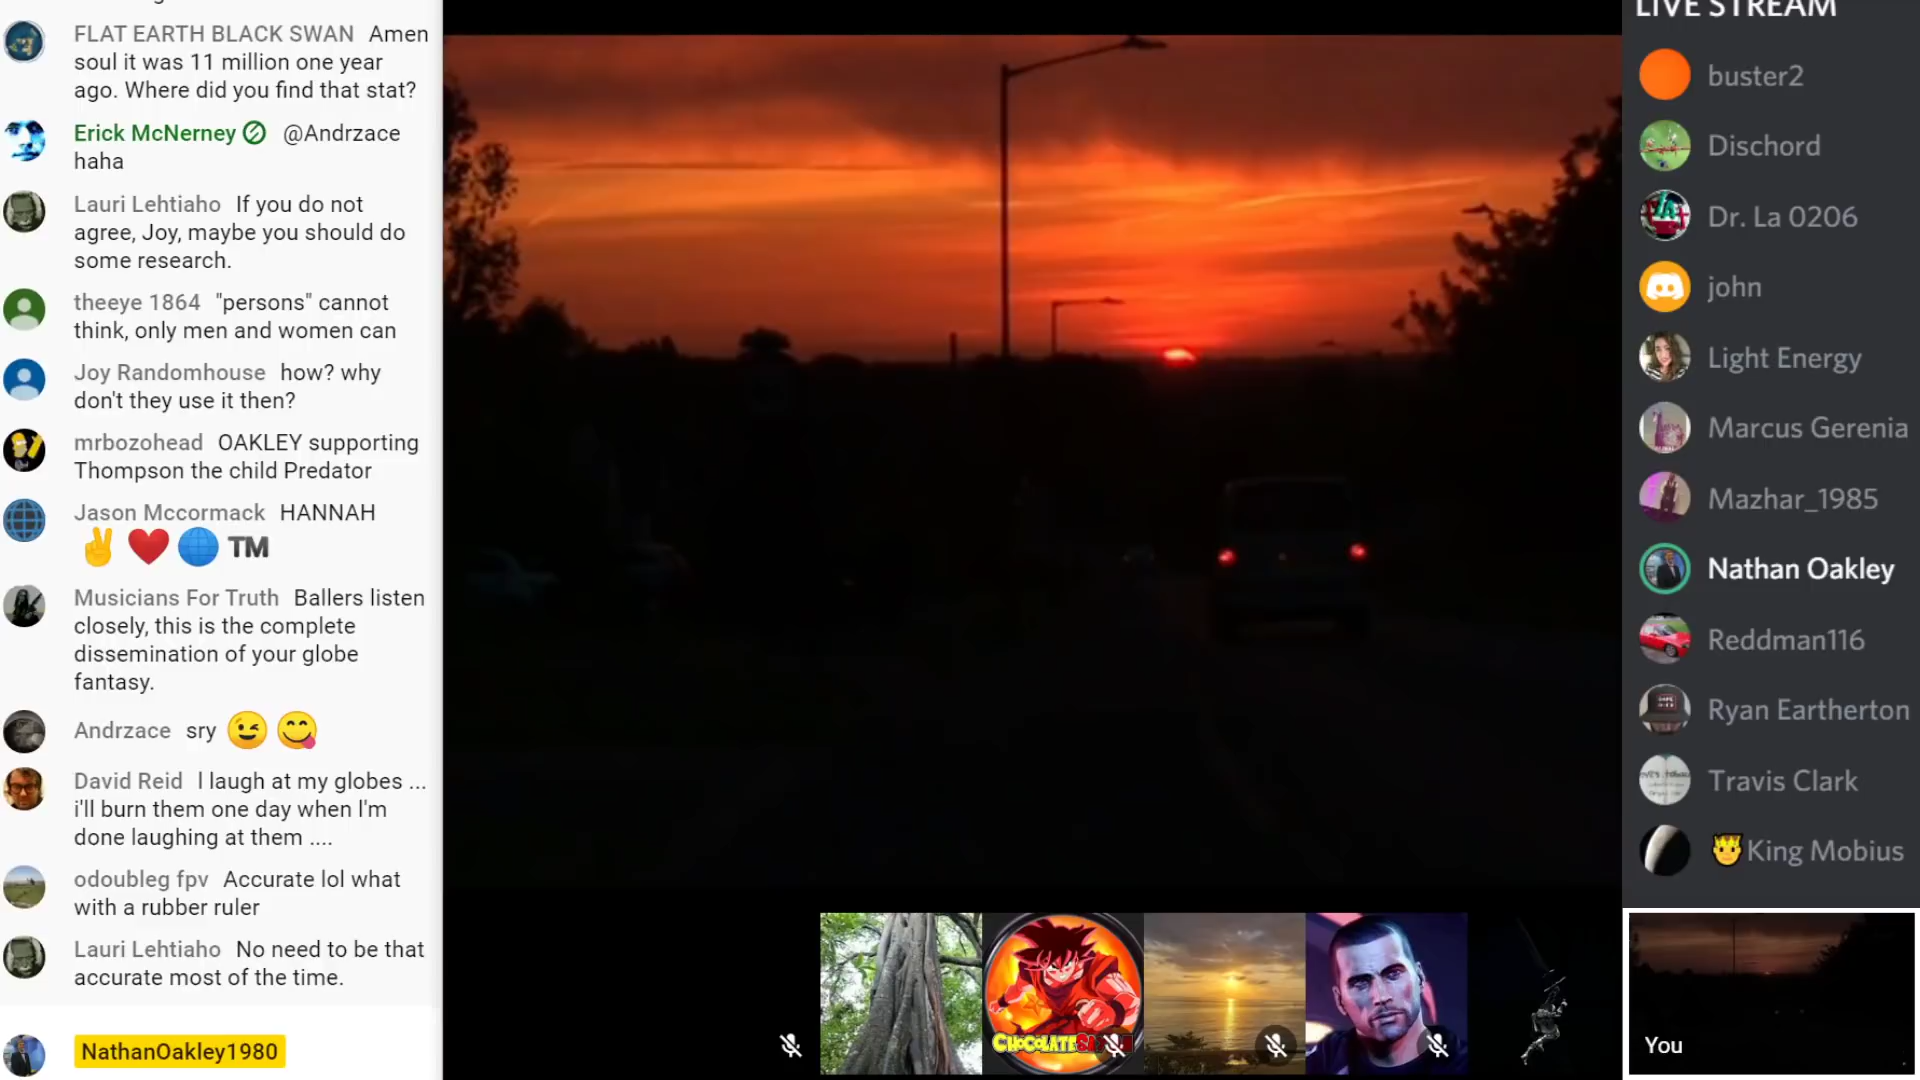 FLAT EARTH BLACK SWAN Amen
soul it was 11 million one year
ago. Where did you find that stat?
Erick McNerney @Andrzace
haha
Lauri Lehtiaho If you do not
agree, Joy, maybe you should do
some research.
theeye 1864 "persons" cannot
think, only men and women can
Joy Randomhouse how? why
don't they use it then?
mrbozohead OAKLEY supporting
Thompson the child Predator
Jason Mccormack HANNAH
✌️ ❤️ 🌐 ™️
Musicians For Truth Ballers listen
closely, this is the complete
dissemination of your globe
fantasy.
Andrzace sry 😉 😋
David Reid I laugh at my globes ...
i'll burn them one day when I'm
done laughing at them ....
odoubleg fpv Accurate lol what
with a rubber ruler
Lauri Lehtiaho No need to be that
accurate most of the time.
NathanOakley1980
LIVE STREAM
buster2
Dischord
Dr. La 0206
john
Light Energy
Marcus Gerenia
Mazhar_1985
Nathan Oakley
Reddman116
Ryan Eartherton
Travis Clark
🤴King Mobius
You